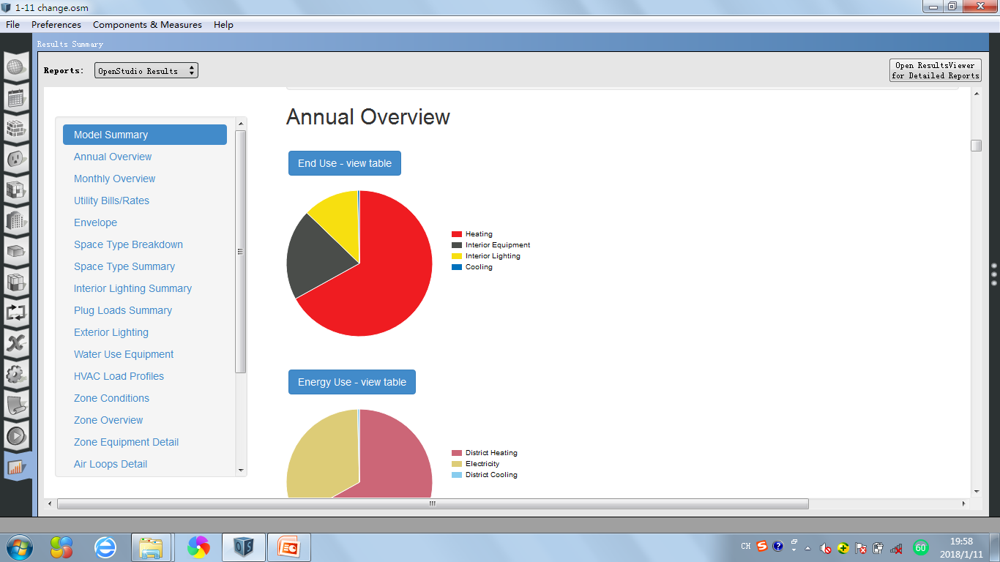 1-11 change.osm
File Preferences Components & Measures Help
Results Summary
Reports: OpenStudio Results
Open ResultsViewer
for Detailed Reports
Model Summary
Annual Overview
Monthly Overview
Utility Bills/Rates
Envelope
Space Type Breakdown
Space Type Summary
Interior Lighting Summary
Plug Loads Summary
Exterior Lighting
Water Use Equipment
HVAC Load Profiles
Zone Conditions
Zone Overview
Zone Equipment Detail
Air Loops Detail
Annual Overview
End Use - view table
Heating
Interior Equipment
Interior Lighting
Cooling
Energy Use - view table
District Heating
Electricity
District Cooling
CH
60
19:58
2018/1/11